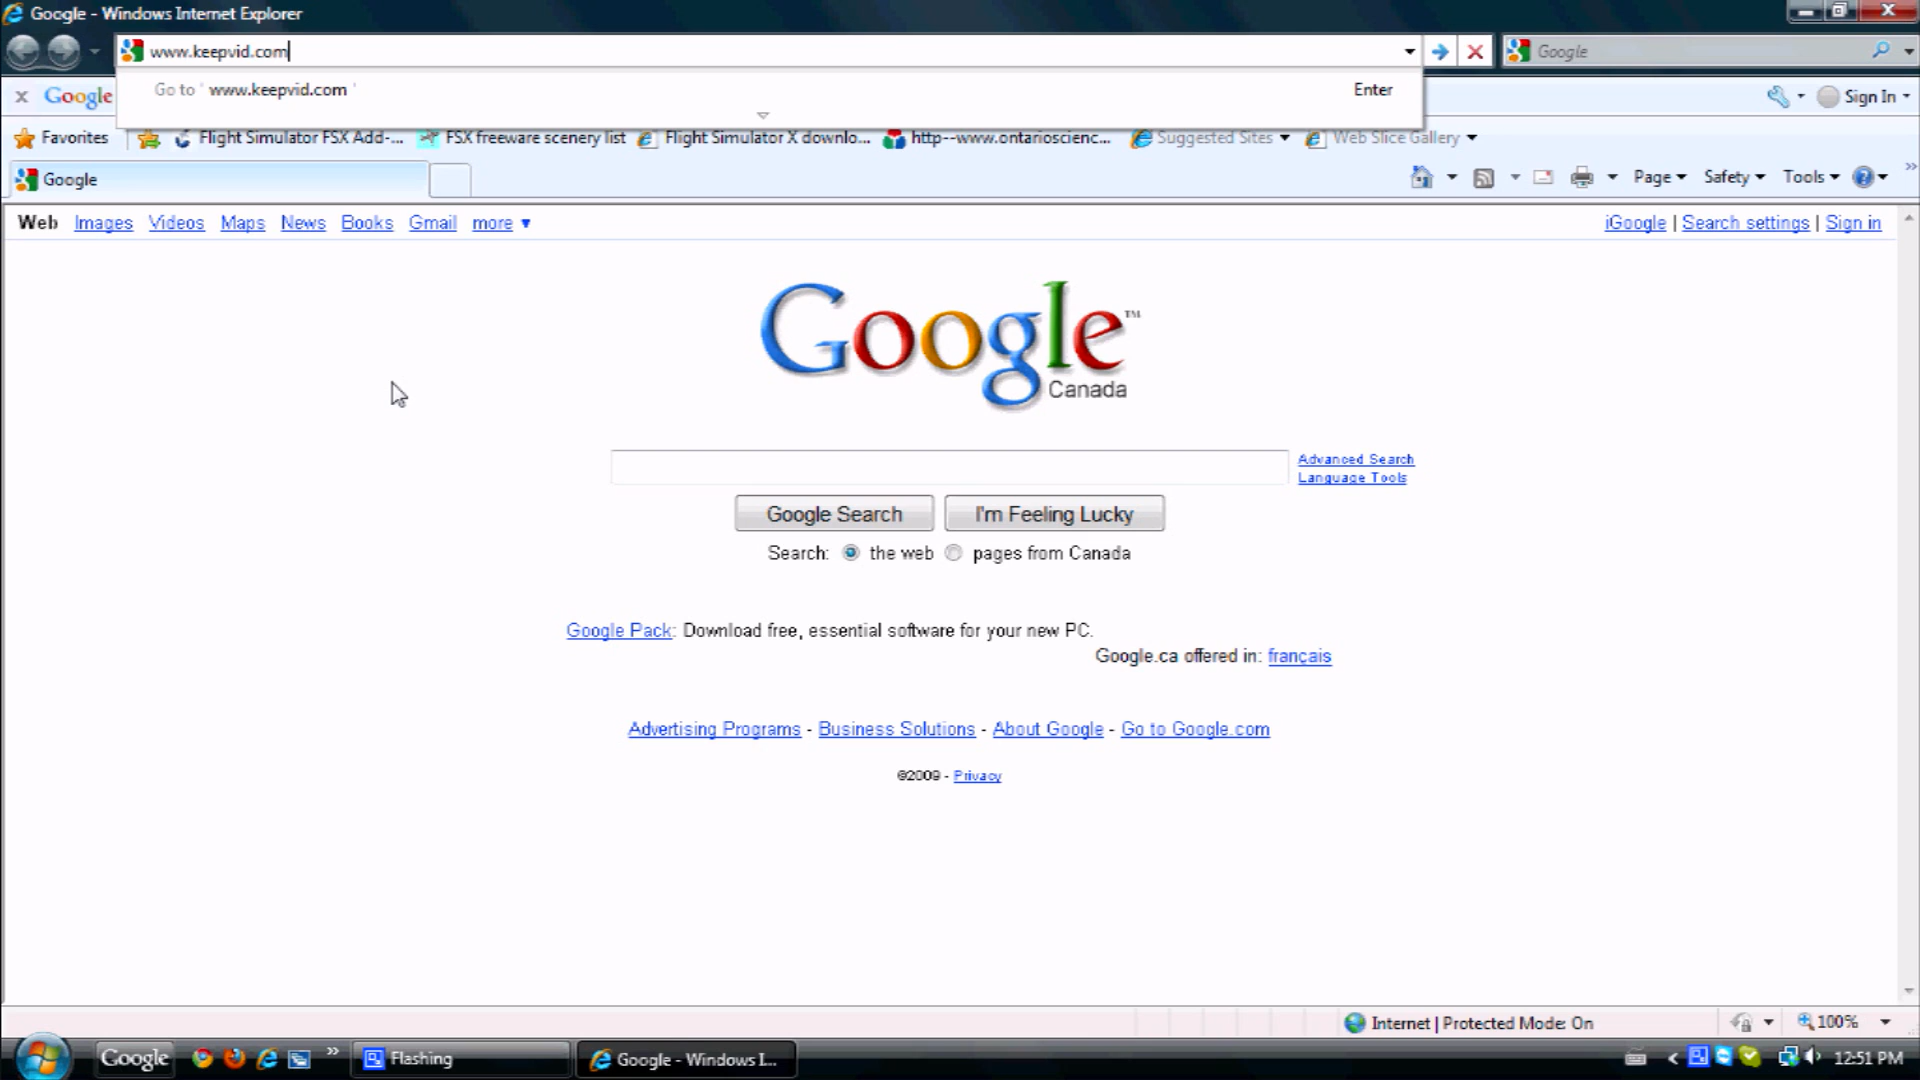 Google - Windows Internet Explorer
www.keepvid.com
Google
Go to ' www.keepvid.com '
Enter
Google
Sign In
Favorites
Flight Simulator FSX Add-...
FSX freeware scenery list
Flight Simulator X downlo...
http--www.ontarioscienc...
Suggested Sites
Web Slice Gallery
Google
Page
Safety
Tools
Web Images Videos Maps News Books Gmail more
iGoogle | Search settings | Sign in
Google™
Canada
Advanced Search
Language Tools
Google Search
I'm Feeling Lucky
Search: the web pages from Canada
Google Pack: Download free, essential software for your new PC.
Google.ca offered in: français
Advertising Programs - Business Solutions - About Google - Go to Google.com
©2009 - Privacy
Internet | Protected Mode: On
100%
Google
Flashing
Google - Windows I...
12:51 PM